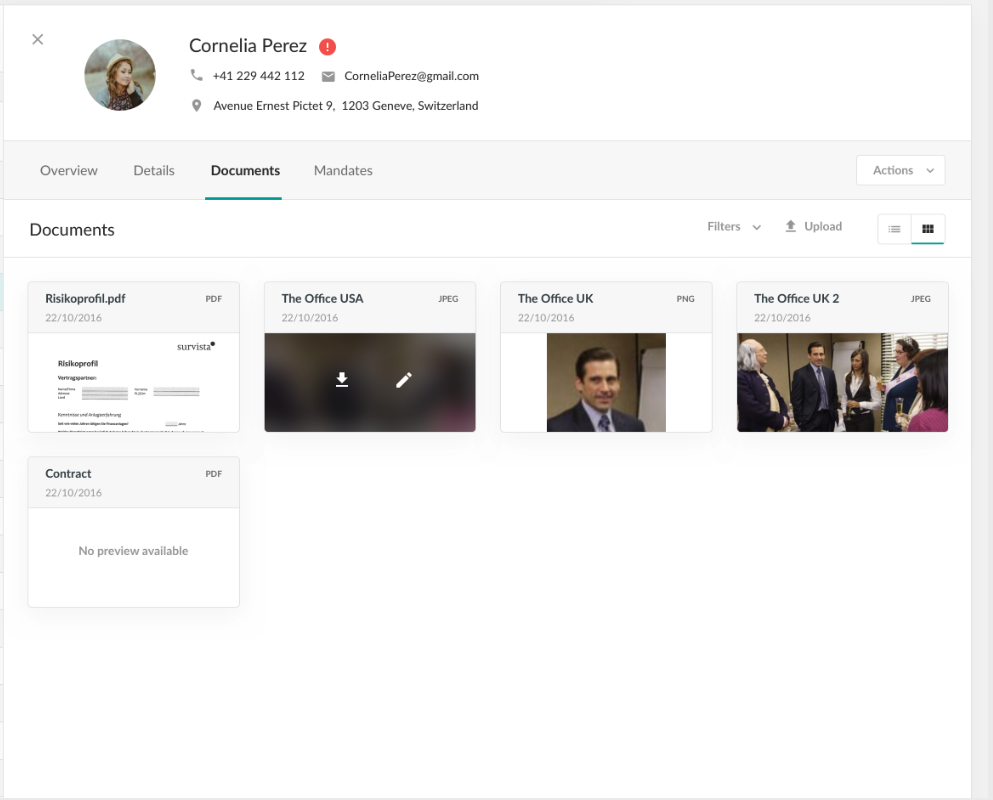 Cornelia Perez
+41 229 442 112 CorneliaPerez@gmail.com
Avenue Ernest Pictet 9, 1203 Geneve, Switzerland
Overview Details Documents Mandates Actions
Documents Filters Upload
Risikoprofil.pdf PDF
22/10/2016
survista
Risikoprofil
Vertragspartner:
Kenntnisse und Anlageerfahrung
The Office USA JPEG
22/10/2016
The Office UK PNG
22/10/2016
The Office UK 2 JPEG
22/10/2016
Contract PDF
22/10/2016
No preview available